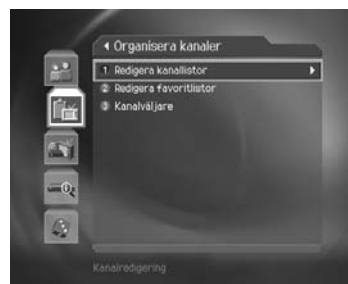 Organisera kanaler
1 Redigera kanallistor
2 Redigera favoritlistor
3 Kanalväljare
Kanalredigering